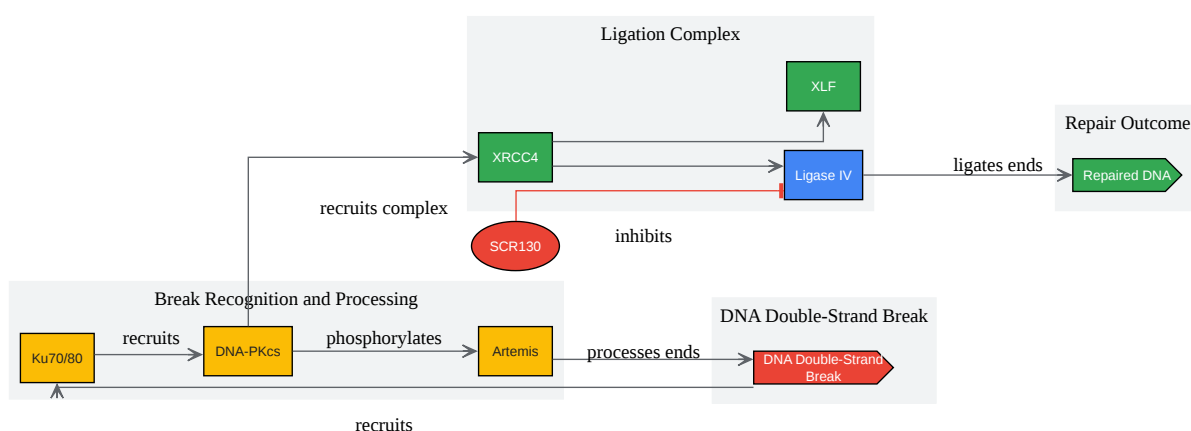 Ligation Complex
XLF
Repair Outcome
XRCC4
ligates ends
Ligase IV
Repaired DNA
recruits complex
inhibits
SCR130
Break Recognition and Processing
DNA Double-Strand Break
recruits
phosphorylates
Ku70/80
DNA-PKcs
Artemis
processes ends
DNA Double-Strand
Break
recruits